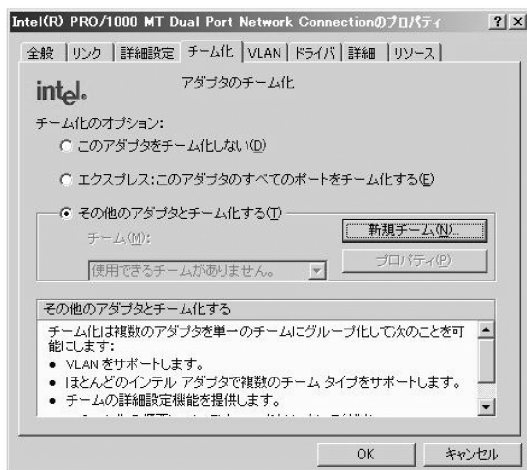 Intel(R) PRO/1000 MT Dual Port Network Connectionのプロパティ
全般 リンク 詳細設定 チーム化 VLAN ドライバ 詳細 リソース
intel® アダプタのチーム化
チーム化のオプション:
このアダプタをチーム化しない(D)
エクスプレス:このアダプタのすべてのポートをチーム化する(E)
その他のアダプタとチーム化する(T)
新規チーム(N)...
チーム(M):
プロパティ(P)
使用できるチームがありません。
その他のアダプタとチーム化する
チーム化は複数のアダプタを単一のチームにグループ化して次のことを可
能にします:
● VLAN をサポートします。
● ほとんどのインテル アダプタで複数のチーム タイプをサポートします。
● チームの詳細設定機能を提供します。
OK キャンセル